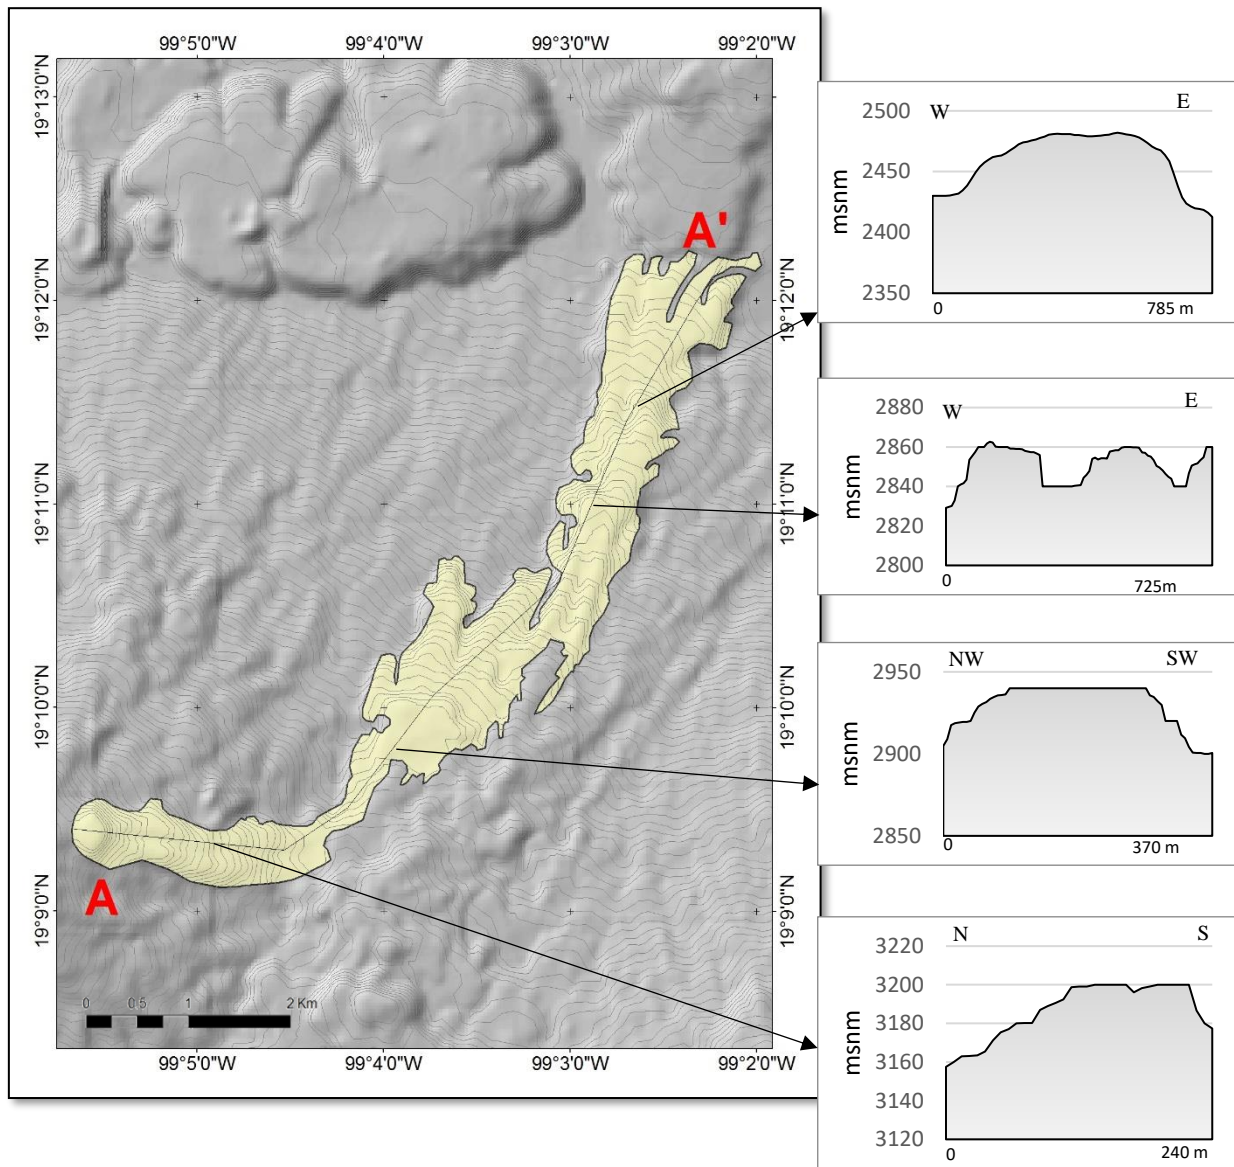 99°5'0"W 99°4'0"W 99°3'0"W 99°2'0"W
19°13'0"N
19°12'0"N
19°11'0"N
19°10'0"N
19°9'0"N
A'
A
0 0.5 1 2 Km
19°13'0"N
19°12'0"N
19°11'0"N
19°10'0"N
19°9'0"N
99°5'0"W 99°4'0"W 99°3'0"W 99°2'0"W
W E
2500
2450
2400
2350
msnm
0 785 m
W E
2880
2860
2840
2820
2800
msnm
0 725m
NW SW
2950
2900
2850
msnm
0 370 m
N S
3220
3200
3180
3160
3140
3120
msnm
0 240 m